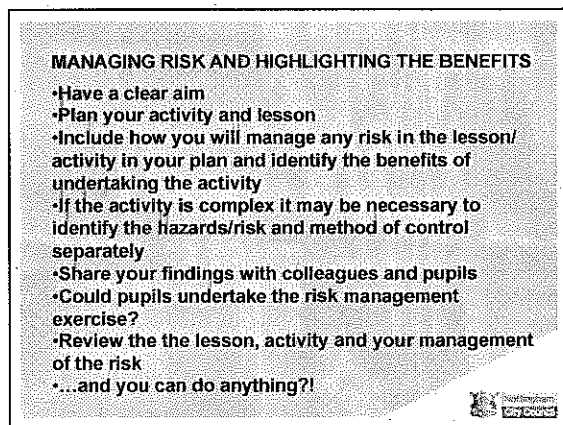 MANAGING RISK AND HIGHLIGHTING THE BENEFITS
•Have a clear aim
•Plan your activity and lesson
•Include how you will manage any risk in the lesson/
activity in your plan and identify the benefits of
undertaking the activity
•If the activity is complex it may be necessary to
identify the hazards/risk and method of control
separately
•Share your findings with colleagues and pupils
•Could pupils undertake the risk management
exercise?
•Review the the lesson, activity and your management
of the risk
•...and you can do anything?!
Nottingham
City Council